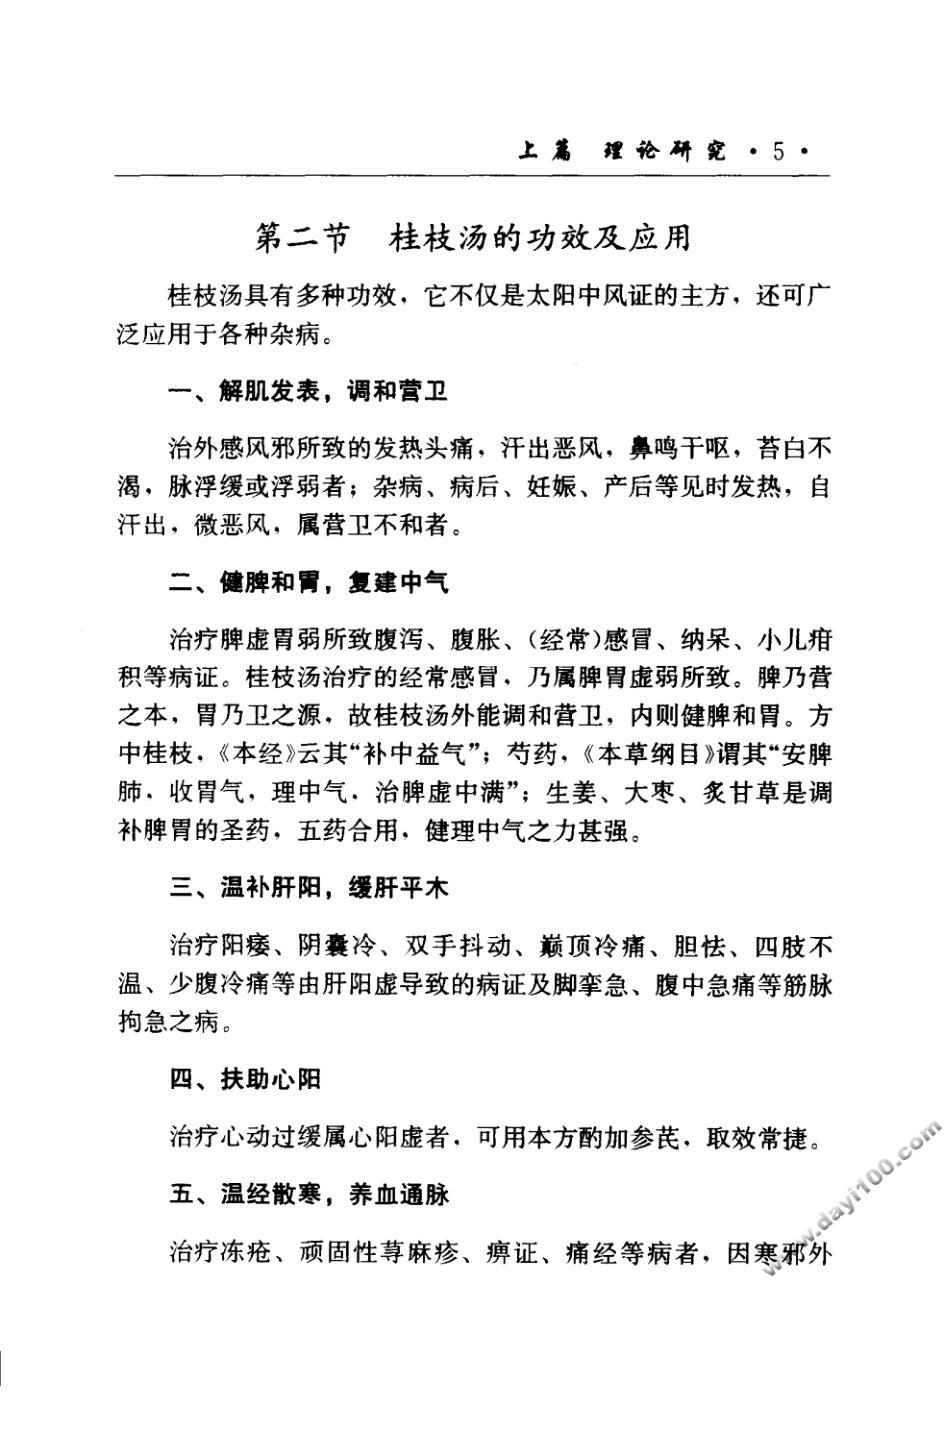 上篇 理论研究 · 5 ·
第二节 桂枝汤的功效及应用
桂枝汤具有多种功效，它不仅是太阳中风证的主方，还可广
泛应用于各种杂病。
一、解肌发表，调和营卫
治外感风邪所致的发热头痛，汗出恶风，鼻鸣干呕，苔白不
渴，脉浮缓或浮弱者；杂病、病后、妊娠、产后等见时发热，自
汗出，微恶风，属营卫不和者。
二、健脾和胃，复建中气
治疗脾虚胃弱所致腹泻、腹胀、（经常）感冒、纳呆、小儿疳
积等病证。桂枝汤治疗的经常感冒，乃属脾胃虚弱所致。脾乃营
之本，胃乃卫之源，故桂枝汤外能调和营卫，内则健脾和胃。方
中桂枝，《本经》云其“补中益气”；芍药，《本草纲目》谓其“安脾
肺，收胃气，理中气，治脾虚中满”；生姜、大枣、炙甘草是调
补脾胃的圣药，五药合用，健理中气之力甚强。
三、温补肝阳，缓肝平木
治疗阳痿、阴囊冷、双手抖动、巅顶冷痛、胆怯、四肢不
温、少腹冷痛等由肝阳虚导致的病证及脚挛急、腹中急痛等筋脉
拘急之病。
四、扶助心阳
治疗心动过缓属心阳虚者，可用本方酌加参芪，取效常捷。
五、温经散寒，养血通脉
治疗冻疮、顽固性荨麻疹、痹证、痛经等病者，因寒邪外
www.dayi100.com